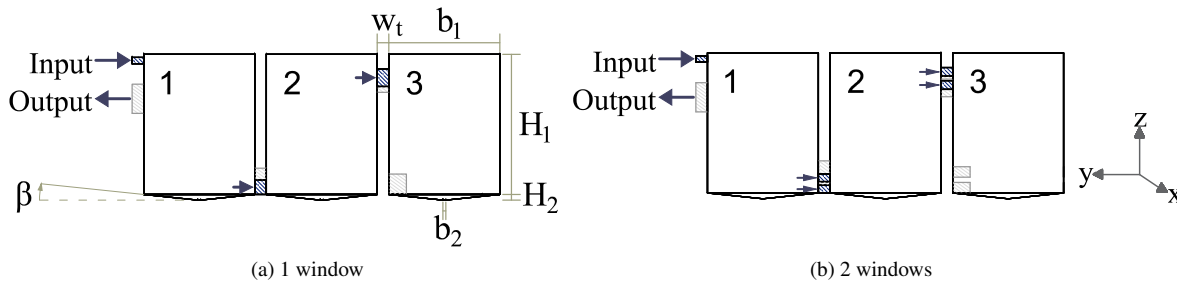 w_t b_1
Input
Output
1 2 3
H_1
β
H_2
b_2
(a) 1 window
Input
Output
1 2 3
z
y
x
(b) 2 windows